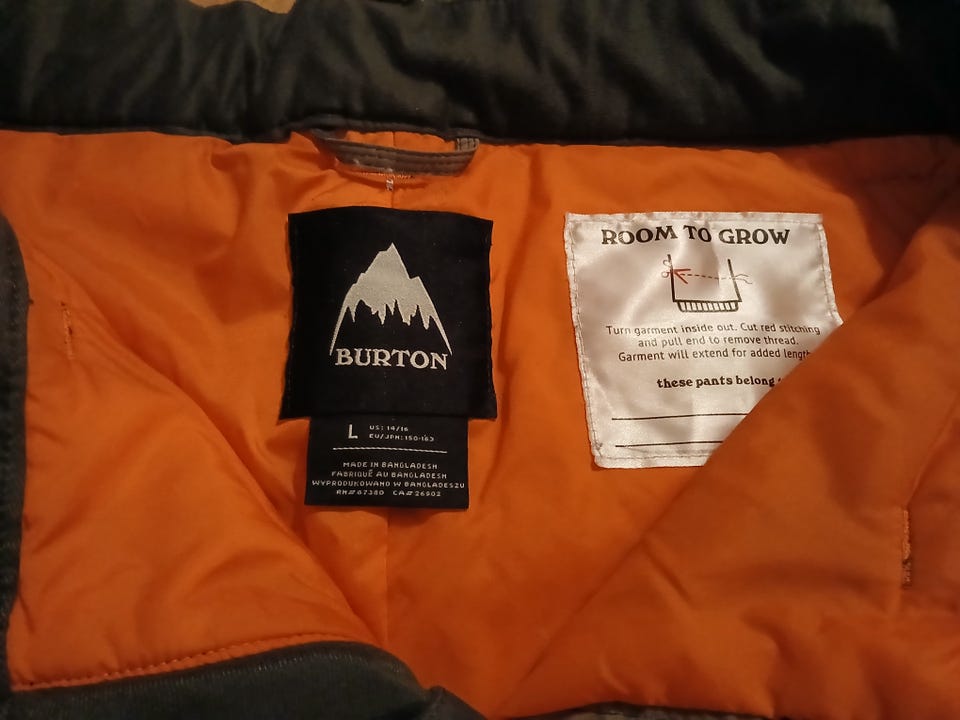 BURTON
L
US: 14/16
EU/JPN: 150-163
MADE IN BANGLADESH
FABRIQUÉ AU BANGLADESH
WYPRODUKOWANO W BANGLADESZU
RN# 67380 CA# 26902
ROOM TO GROW
Turn garment inside out. Cut red stitching
and pull end to remove thread.
Garment will extend for added length
these pants belong